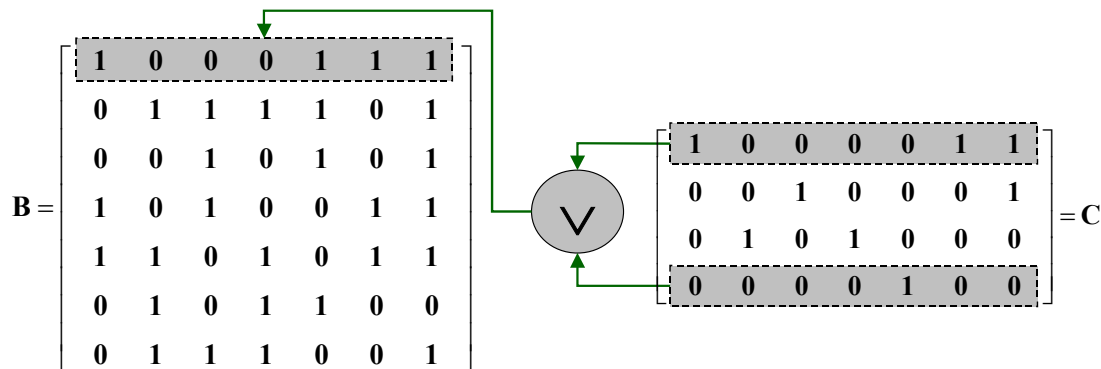 B =
1 0 0 0 1 1 1
0 1 1 1 1 0 1
0 0 1 0 1 0 1
1 0 1 0 0 1 1
1 1 0 1 0 1 1
0 1 0 1 1 0 0
0 1 1 1 0 0 1
∨
1 0 0 0 0 1 1
0 0 1 0 0 0 1
0 1 0 1 0 0 0
0 0 0 0 1 0 0
= C